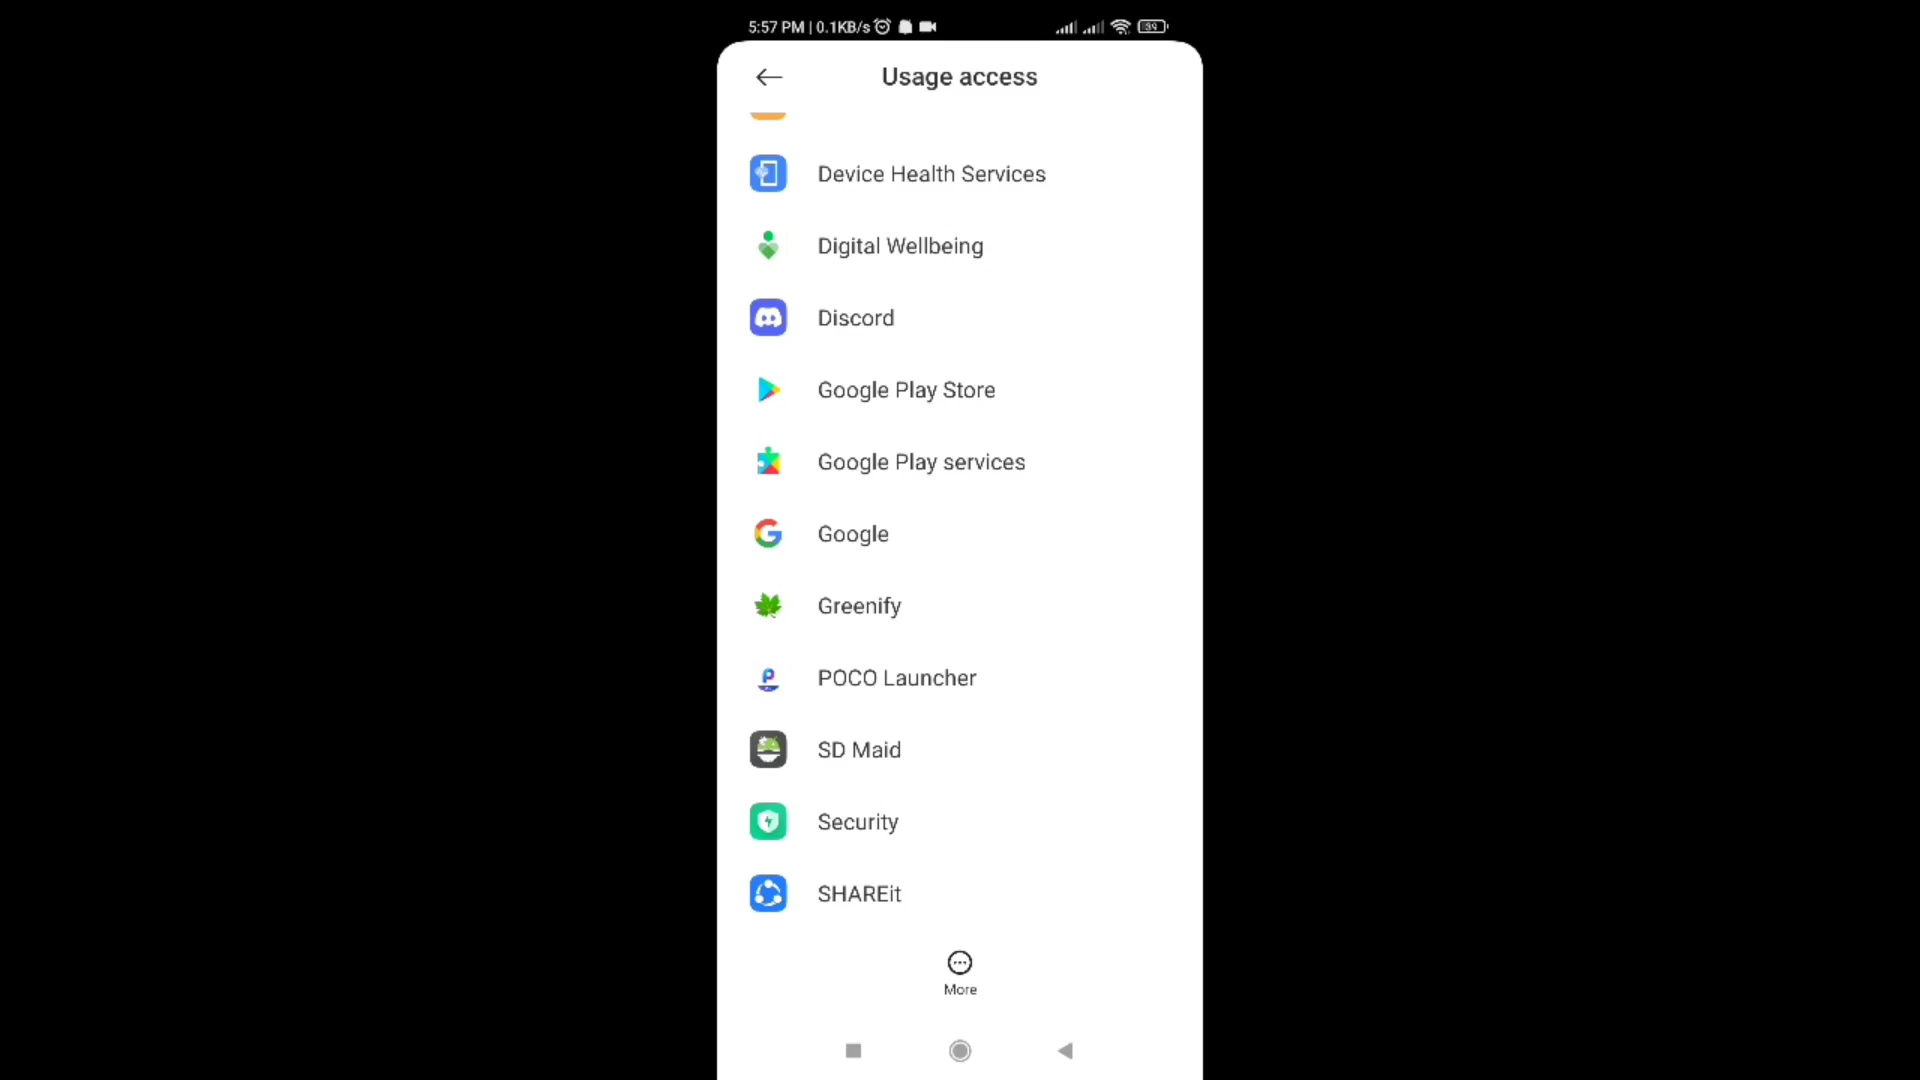 5:57 PM | 0.1KB/s
39
Usage access
Device Health Services
Digital Wellbeing
Discord
Google Play Store
Google Play services
Google
Greenify
POCO Launcher
SD Maid
Security
SHAREit
More